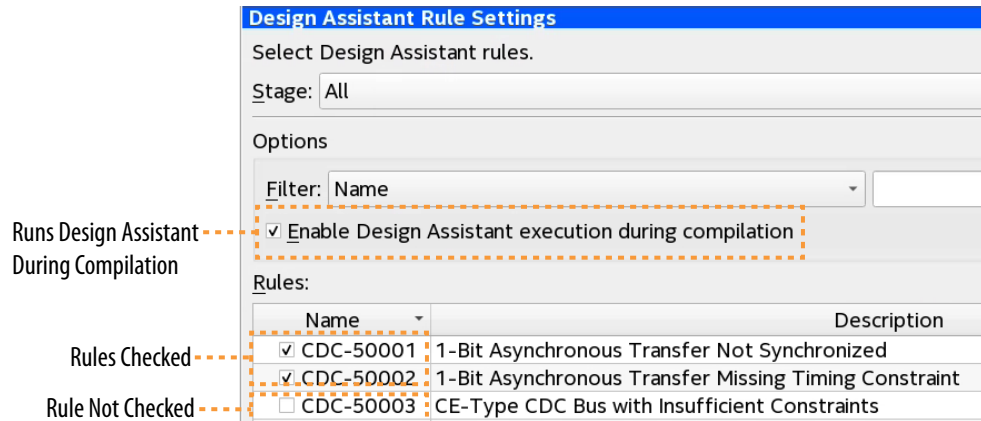 Design Assistant Rule Settings
Select Design Assistant rules.
Stage: All
Options
Filter: Name
Runs Design Assistant
During Compilation
Enable Design Assistant execution during compilation
Rules:
Name Description
Rules Checked
CDC-50001 1-Bit Asynchronous Transfer Not Synchronized
CDC-50002 1-Bit Asynchronous Transfer Missing Timing Constraint
Rule Not Checked
CDC-50003 CE-Type CDC Bus with Insufficient Constraints